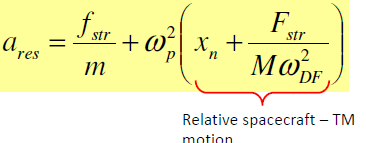 a_res = f_str / m + ω_p^2 ( x_n + F_str / M ω_DF^2 )
Relative spacecraft – TM
motion